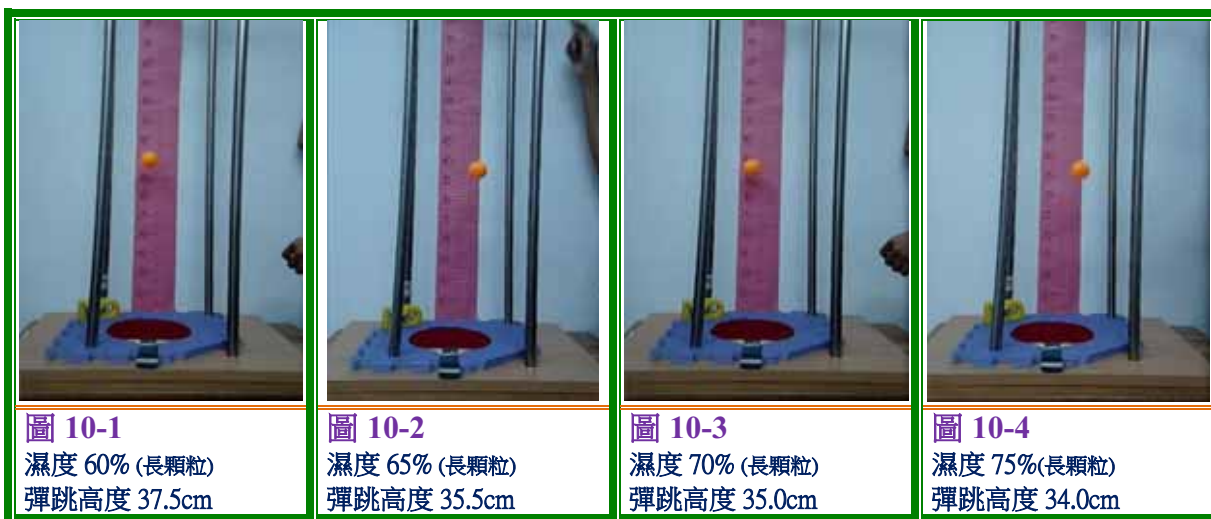 圖 10-1
濕度 60% (長顆粒)
彈跳高度 37.5cm
圖 10-2
濕度 65% (長顆粒)
彈跳高度 35.5cm
圖 10-3
濕度 70% (長顆粒)
彈跳高度 35.0cm
圖 10-4
濕度 75%(長顆粒)
彈跳高度 34.0cm